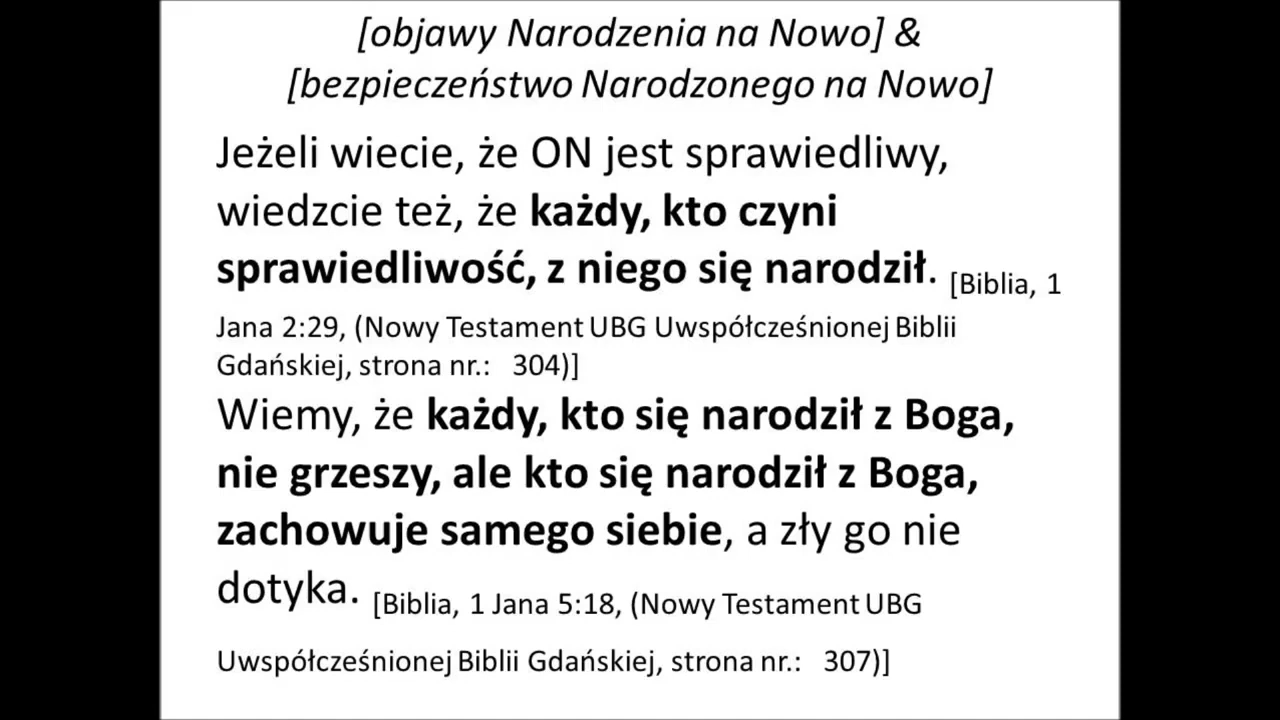 [objawy Narodzenia na Nowo] &
[bezpieczeństwo Narodzonego na Nowo]
Jeżeli wiecie, że ON jest sprawiedliwy,
wiedzcie też, że każdy, kto czyni
sprawiedliwość, z niego się narodził. [Biblia, 1
Jana 2:29, (Nowy Testament UBG Uwspółcześnionej Biblii
Gdańskiej, strona nr.: 304)]
Wiemy, że każdy, kto się narodził z Boga,
nie grzeszy, ale kto się narodził z Boga,
zachowuje samego siebie, a zły go nie
dotyka. [Biblia, 1 Jana 5:18, (Nowy Testament UBG
Uwspółcześnionej Biblii Gdańskiej, strona nr.: 307)]